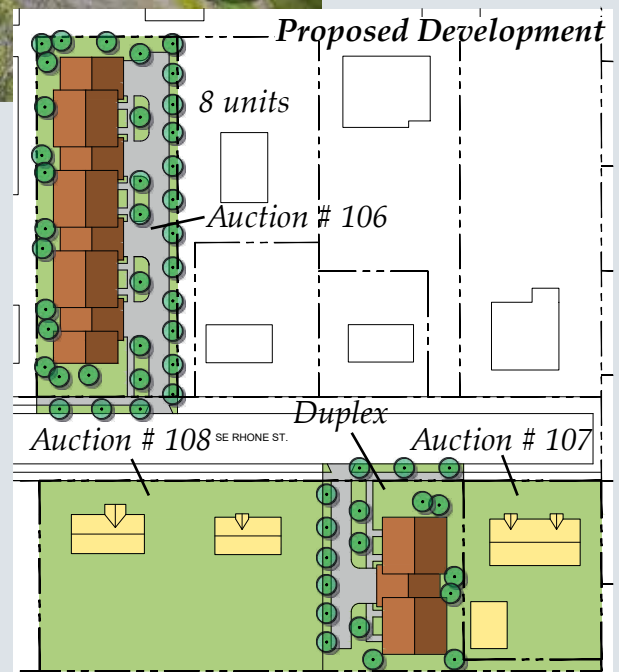 Proposed Development
8 units
Auction # 106
Duplex
Auction # 108
SE RHONE ST.
Auction # 107